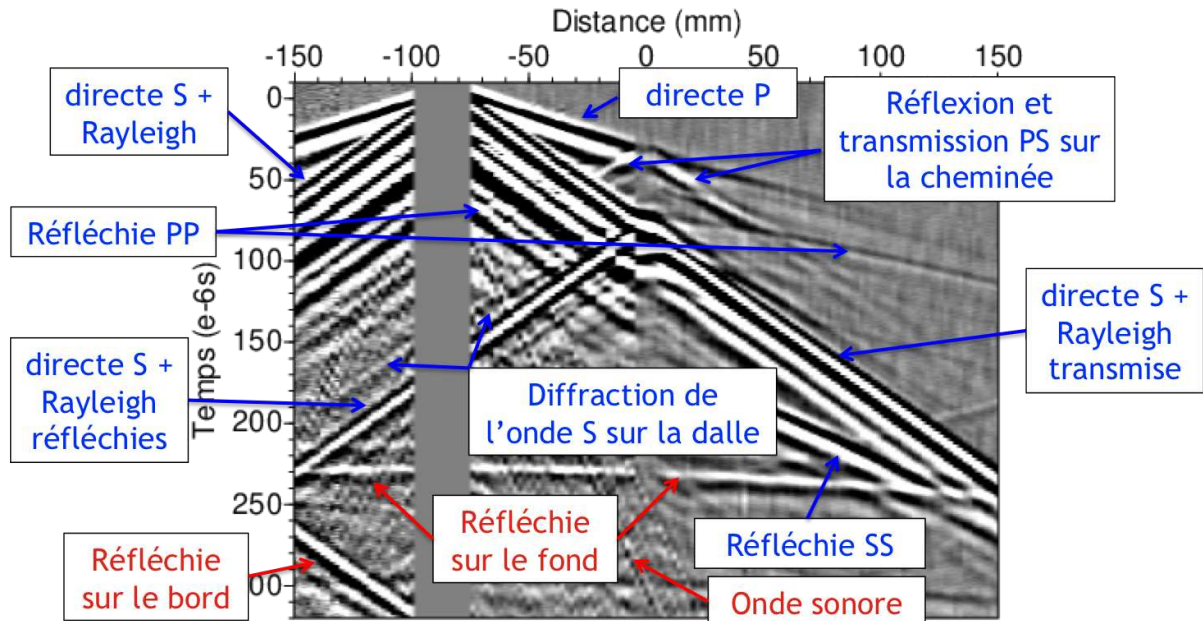 Distance (mm)
-150 -100 -50 0 50 100 150
directe S +
Rayleigh
directe P
Réflexion et
transmission PS sur
la cheminée
Réfléchie PP
directe S +
Rayleigh
transmise
directe S +
Rayleigh
réfléchies
Diffraction de
l'onde S sur la dalle
Réfléchie
sur le fond
Réfléchie SS
Réfléchie
sur le bord
Onde sonore
Temps (e-6s)
0
50
100
150
200
250
00